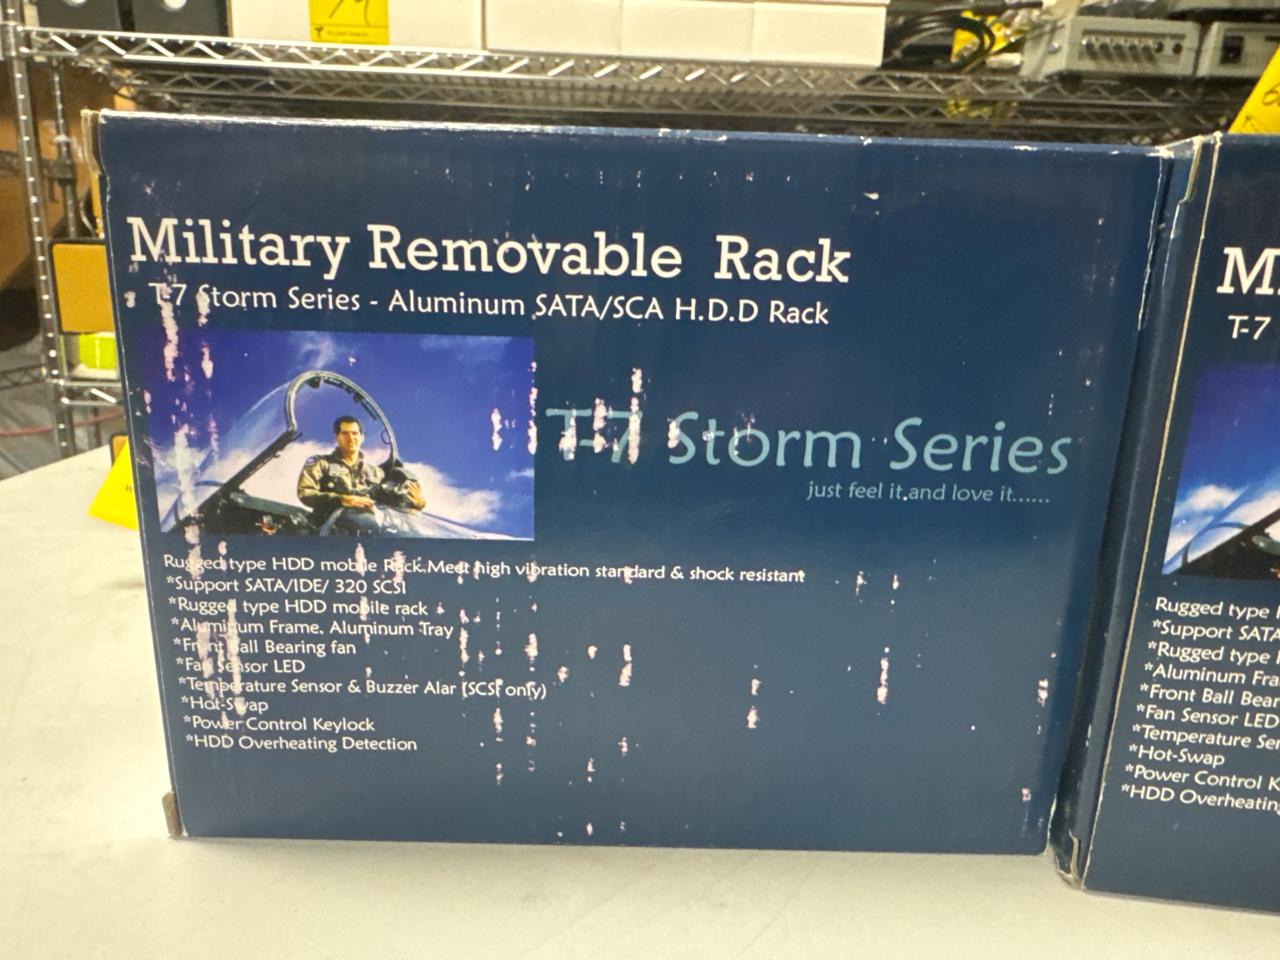 Military Removable Rack
T-7 Storm Series - Aluminum SATA/SCA H.D.D Rack
T-7 Storm Series
just feel it,and love it......
Rugged type HDD mobile Rack.Meet high vibration standard & shock resistant
*Support SATA/IDE/ 320 SCSI
*Rugged type HDD mobile rack
*Aluminum Frame. Aluminum Tray
*Front Ball Bearing fan
*Fan Sensor LED
*Temperature Sensor & Buzzer Alar (SCSI only)
*Hot-Swap
*Power Control Keylock
*HDD Overheating Detection
T-7
Rugged type
*Support SATA
*Rugged type
*Aluminum Fra
*Front Ball Bear
*Fan Sensor LED
*Temperature Ser
*Hot-Swap
*Power Control K
*HDD Overheatin